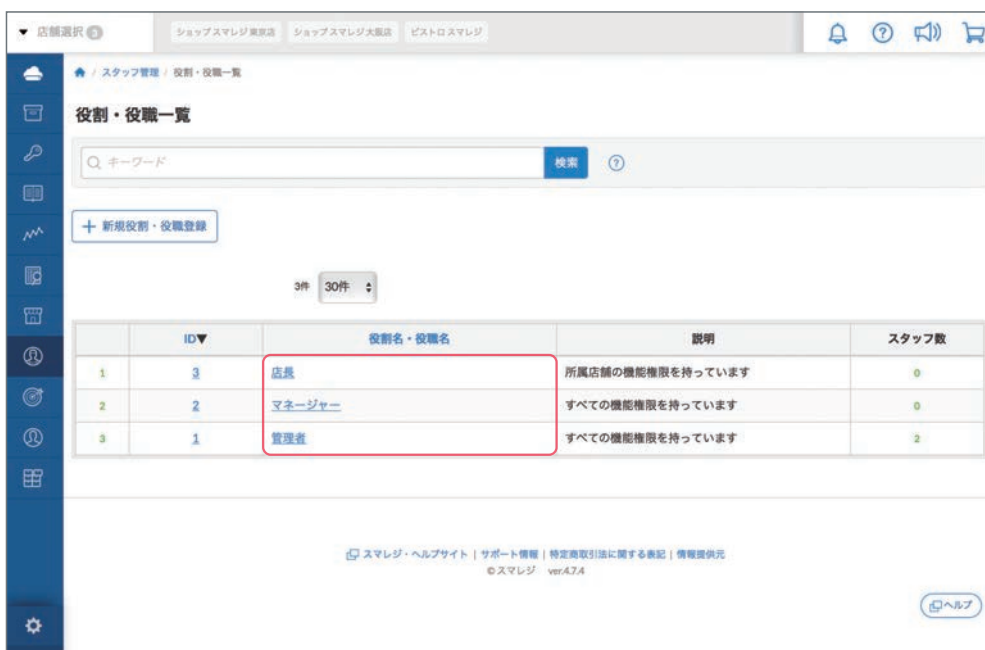 ▼ 店舗選択 3 ショップスマレジ東京店 ショップスマレジ大阪店 ビストロスマレジ
/ スタッフ管理 / 役割・役職一覧
役割・役職一覧
キーワード 検索 ?
+ 新規役割・役職登録
3件 30件
ID▼ 役割名・役職名 説明 スタッフ数
1 3 店長 所属店舗の機能権限を持っています 0
2 2 マネージャー すべての機能権限を持っています 0
3 1 管理者 すべての機能権限を持っています 2
スマレジ・ヘルプサイト | サポート情報 | 特定商取引法に関する表記 | 情報提供元
©スマレジ ver.4.7.4
ヘルプ